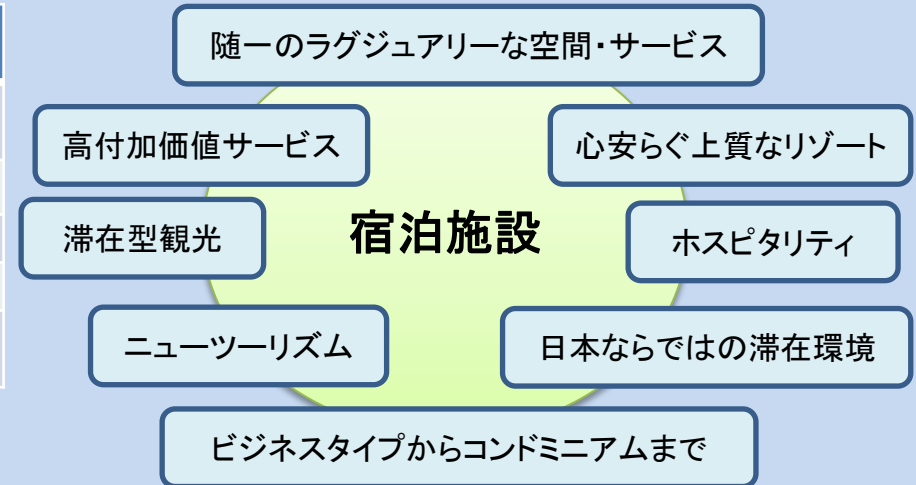 随一のラグジュアリーな空間・サービス
高付加価値サービス
心安らぐ上質なリゾート
滞在型観光
宿泊施設
ホスピタリティ
ニューツーリズム
日本ならではの滞在環境
ビジネスタイプからコンドミニアムまで